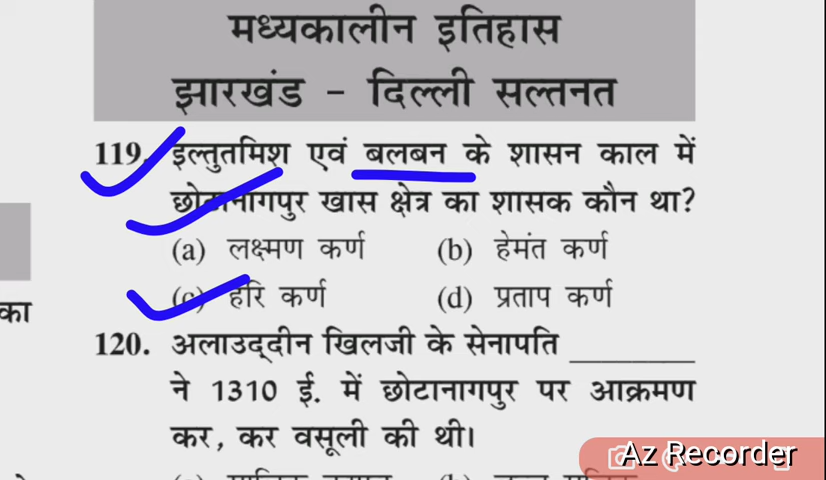 मध्यकालीन इतिहास
झारखंड - दिल्ली सल्तनत
119. इल्तुतमिश एवं बलबन के शासन काल में
छोटानागपुर खास क्षेत्र का शासक कौन था?
(a) लक्ष्मण कर्ण (b) हेमंत कर्ण
(c) हरि कर्ण (d) प्रताप कर्ण
का
120. अलाउद्दीन खिलजी के सेनापति ________
ने 1310 ई. में छोटानागपुर पर आक्रमण
कर, कर वसूली की थी।
Az Recorder